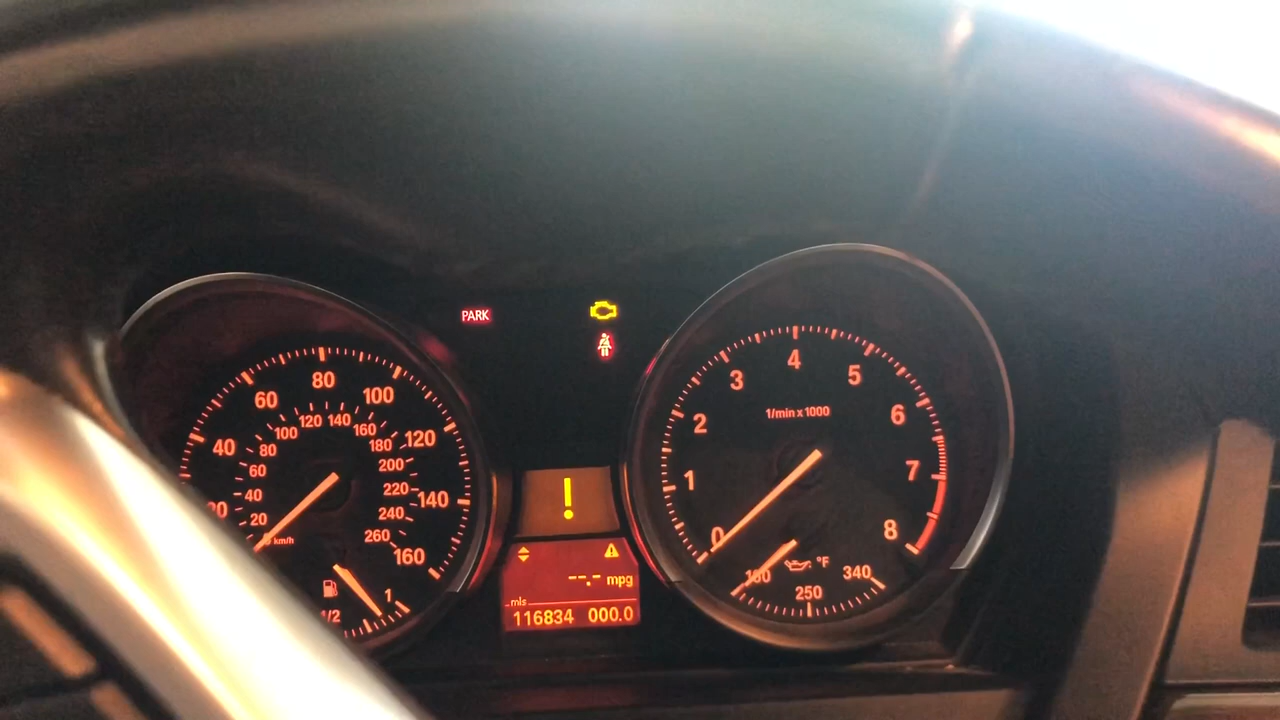 PARK
20 40 60 80 100 120 140 160
20 40 60 80 100 120 140 160 180 200 220 240 260
km/h
1/2 1
!
--.- mpg
mls
116834 000.0
0 1 2 3 4 5 6 7 8
1/min x 1000
°F
160 250 340